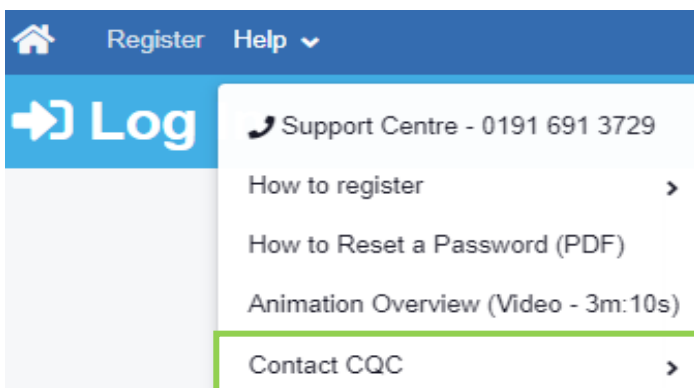 Register Help
Log
Support Centre - 0191 691 3729
How to register
How to Reset a Password (PDF)
Animation Overview (Video - 3m:10s)
Contact CQC